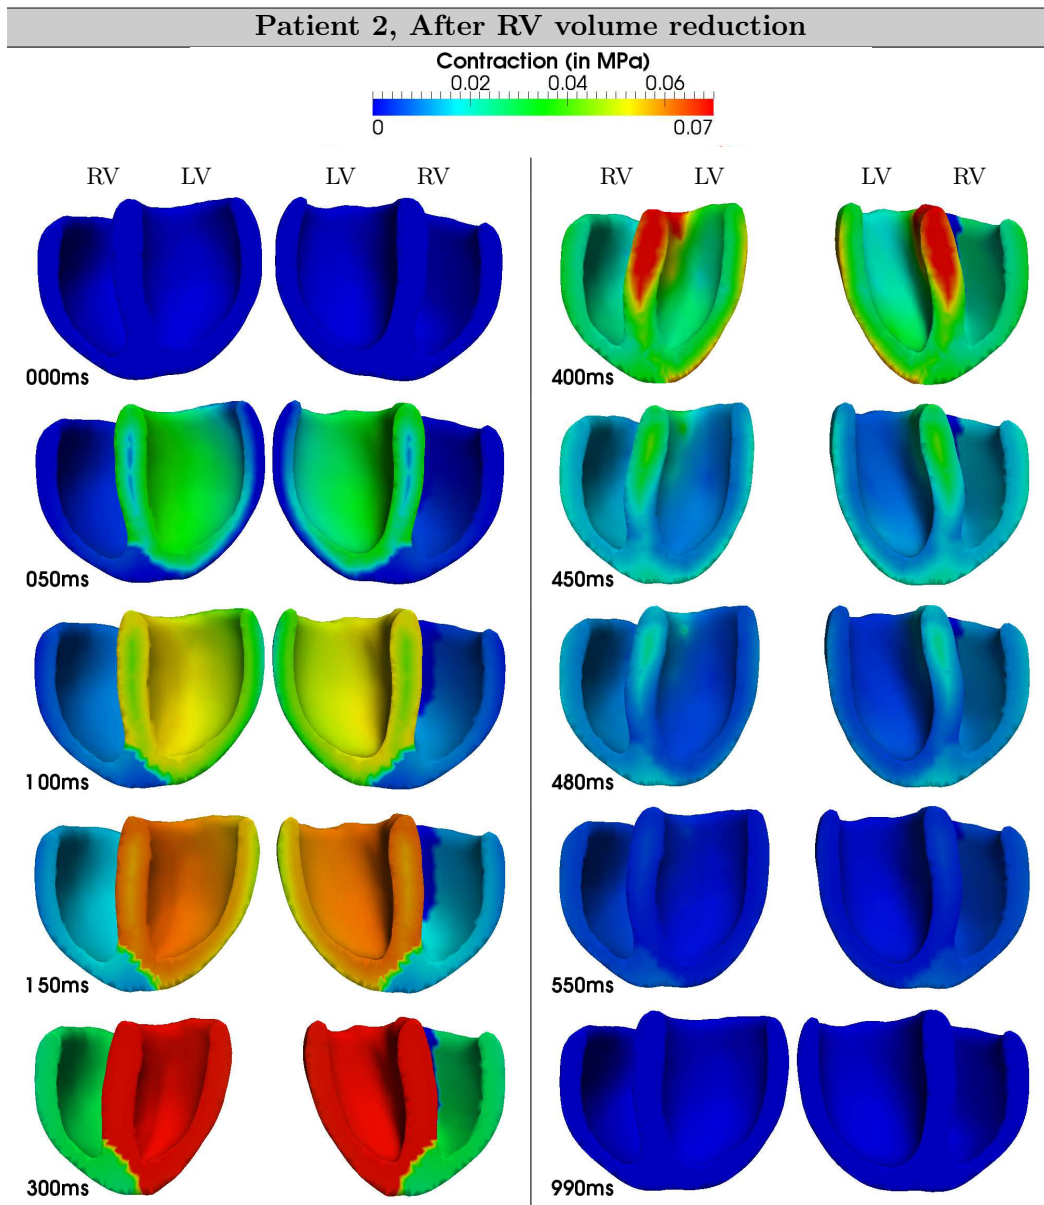 Patient 2, After RV volume reduction
Contraction (in MPa)
0.02 0.04 0.06
0 0.07
RV LV LV RV
RV LV LV RV
000ms
400ms
050ms
450ms
100ms
480ms
150ms
550ms
300ms
990ms